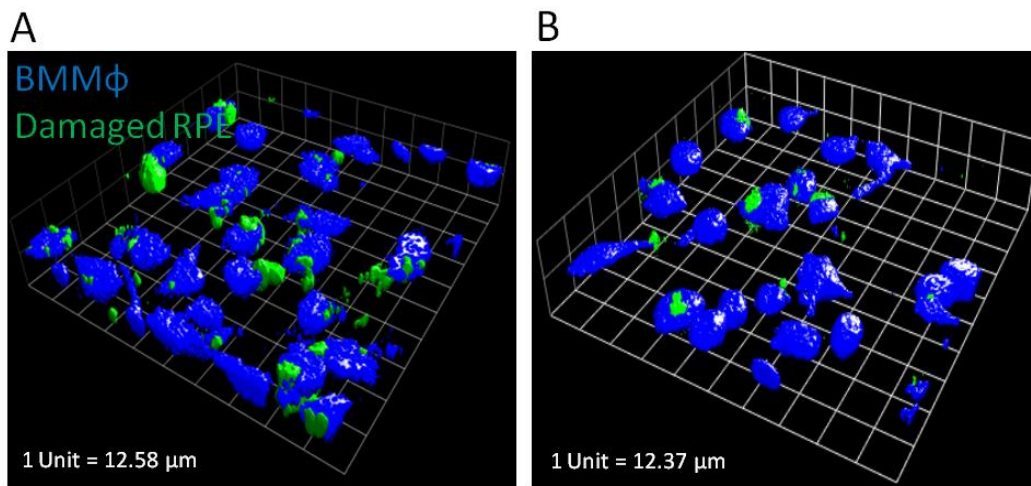 A
B
BMMϕ
Damaged RPE
1 Unit = 12.58 µm
1 Unit = 12.37 µm